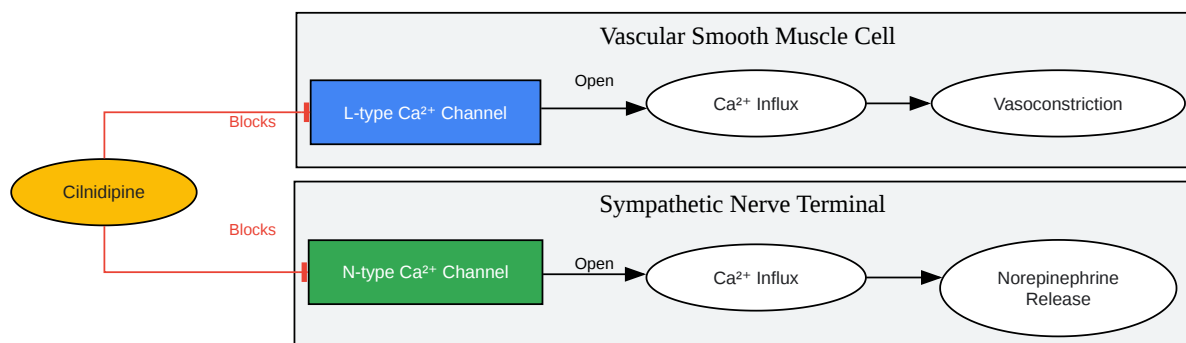 Vascular Smooth Muscle Cell
Open
L-type Ca²⁺ Channel
Ca²⁺ Influx
Vasoconstriction
Blocks
Cilnidipine
Sympathetic Nerve Terminal
Blocks
Open
N-type Ca²⁺ Channel
Ca²⁺ Influx
Norepinephrine
Release